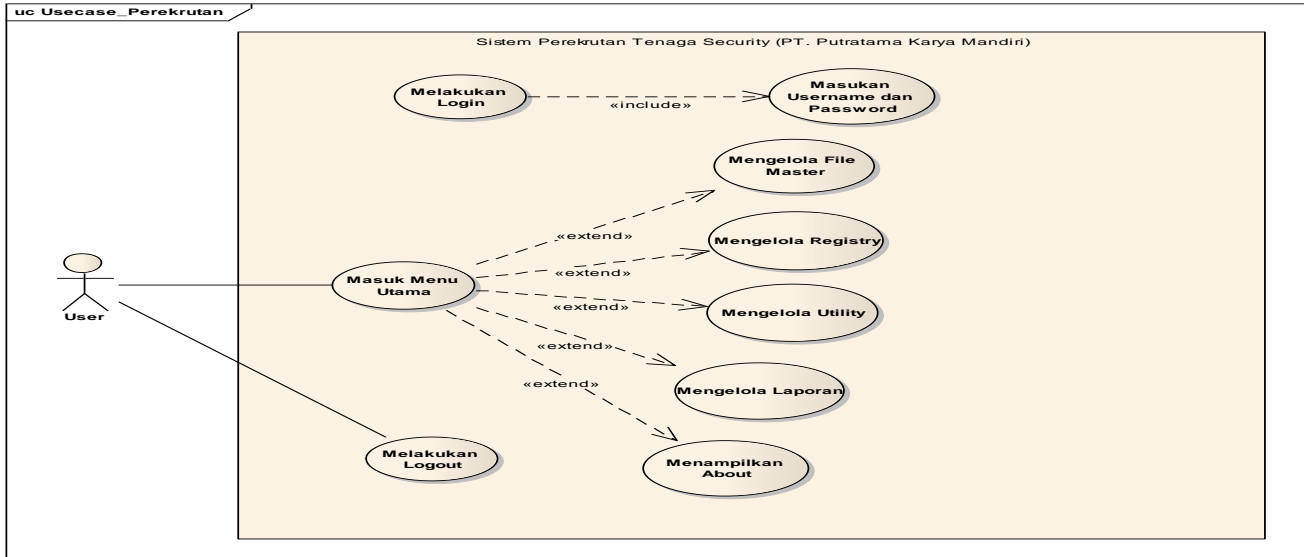 uc Usecase_Perekrutan
Sistem Perekrutan Tenaga Security (PT. Putratama Karya Mandiri)
Melakukan
Login
«include»
Masukan
Username dan
Password
Mengelola File
Master
«extend»
Mengelola Registry
«extend»
Masuk Menu
Utama
User
«extend»
Mengelola Utility
«extend»
Mengelola Laporan
«extend»
Melakukan
Logout
Menampilkan
About